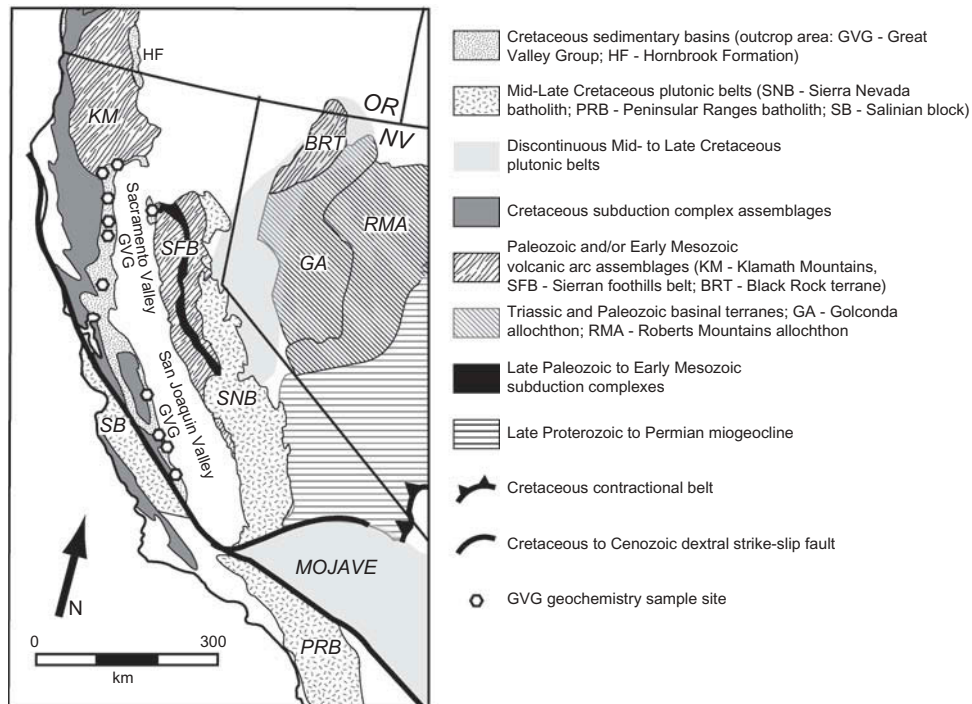 HF
KM
OR
NV
BRT
RMA
GA
SFB
Sacramento Valley
GVG
San Joaquin Valley
GVG
SNB
SB
MOJAVE
PRB
N
0 300
km
Cretaceous sedimentary basins (outcrop area: GVG - Great
Valley Group; HF - Hornbrook Formation)
Mid-Late Cretaceous plutonic belts (SNB - Sierra Nevada
batholith; PRB - Peninsular Ranges batholith; SB - Salinian block)
Discontinuous Mid- to Late Cretaceous
plutonic belts
Cretaceous subduction complex assemblages
Paleozoic and/or Early Mesozoic
volcanic arc assemblages (KM - Klamath Mountains,
SFB - Sierran foothills belt; BRT - Black Rock terrane)
Triassic and Paleozoic basinal terranes; GA - Golconda
allochthon; RMA - Roberts Mountains allochthon
Late Paleozoic to Early Mesozoic
subduction complexes
Late Proterozoic to Permian miogeocline
Cretaceous contractional belt
Cretaceous to Cenozoic dextral strike-slip fault
GVG geochemistry sample site